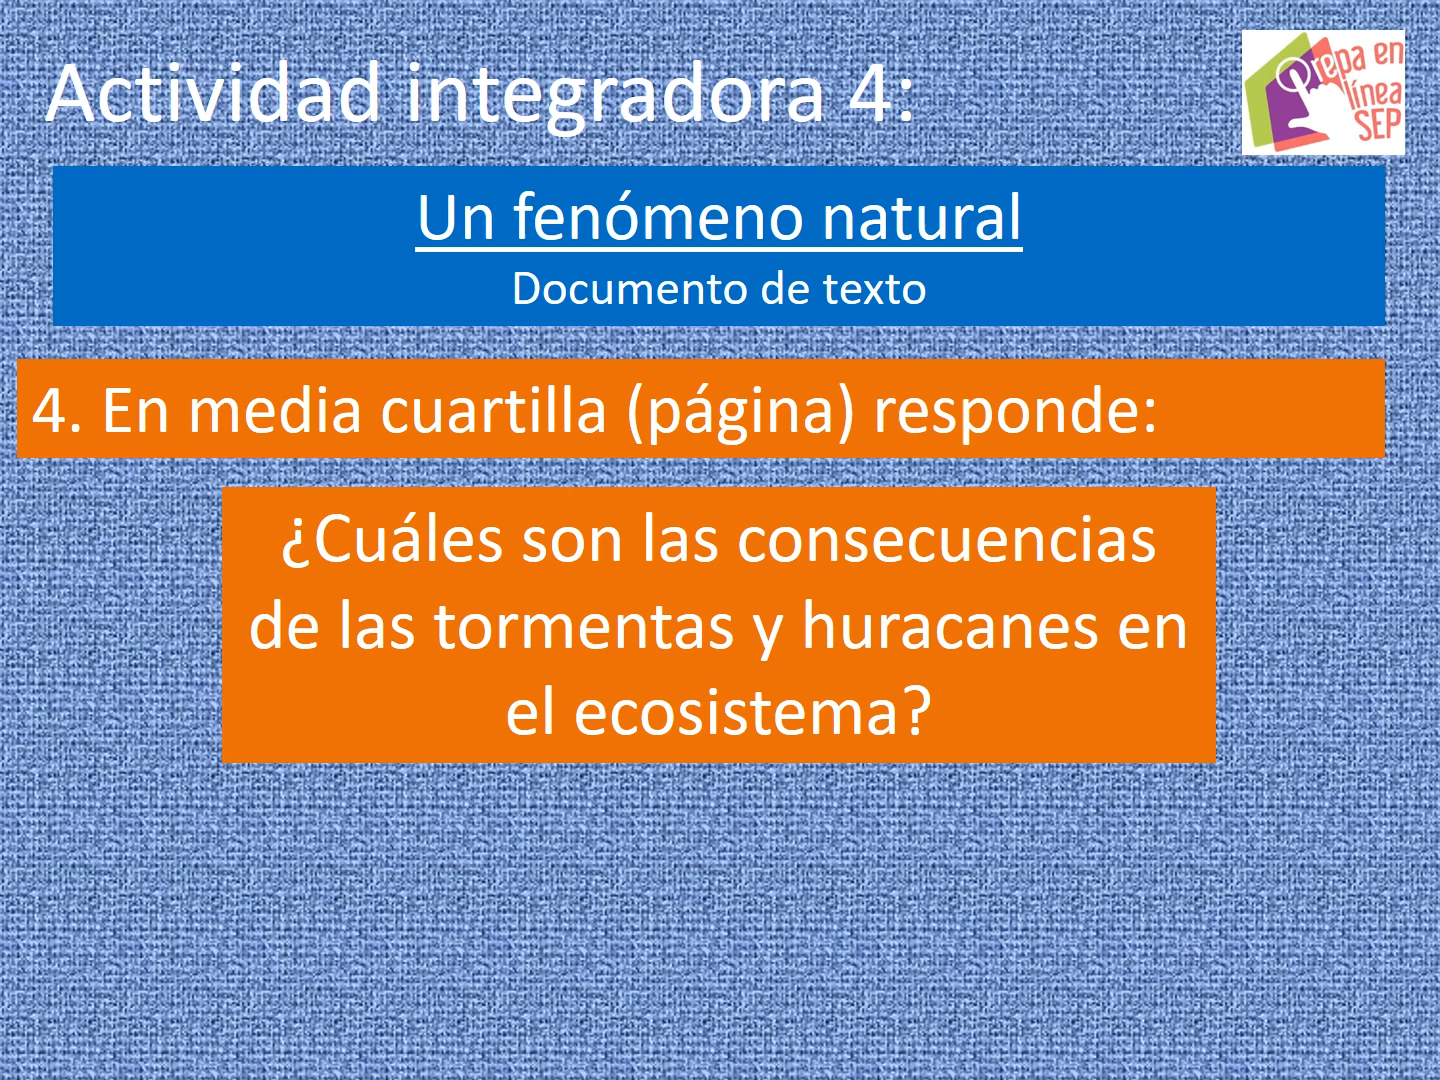 Actividad integradora 4:
Prepa en
línea
SEP
Un fenómeno natural
Documento de texto
4. En media cuartilla (página) responde:
¿Cuáles son las consecuencias
de las tormentas y huracanes en
el ecosistema?